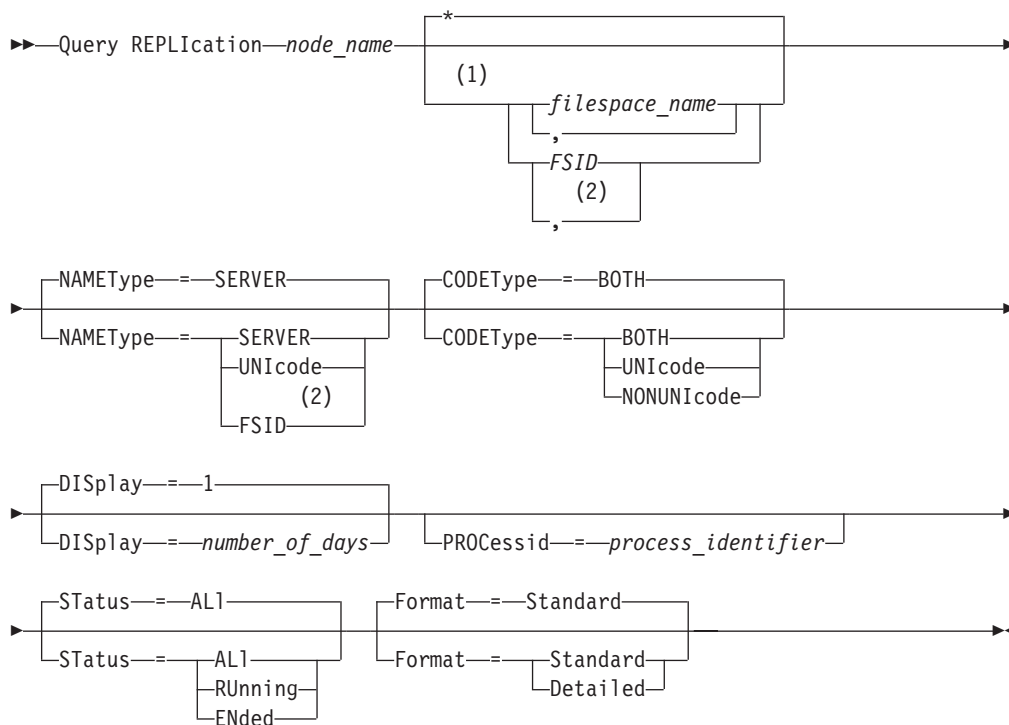 *
Query REPLIcation node_name
(1)
filespace_name
,
FSID
(2)
,
NAMEType = SERVER CODEType = BOTH
NAMEType = SERVER CODEType = BOTH
UNIcode UNIcode
(2) NONUNIcode
FSID
DISplay = 1
DISplay = number_of_days PROCessid = process_identifier
STatus = ALl Format = Standard
STatus = ALl Format = Standard
RUnning Detailed
ENded